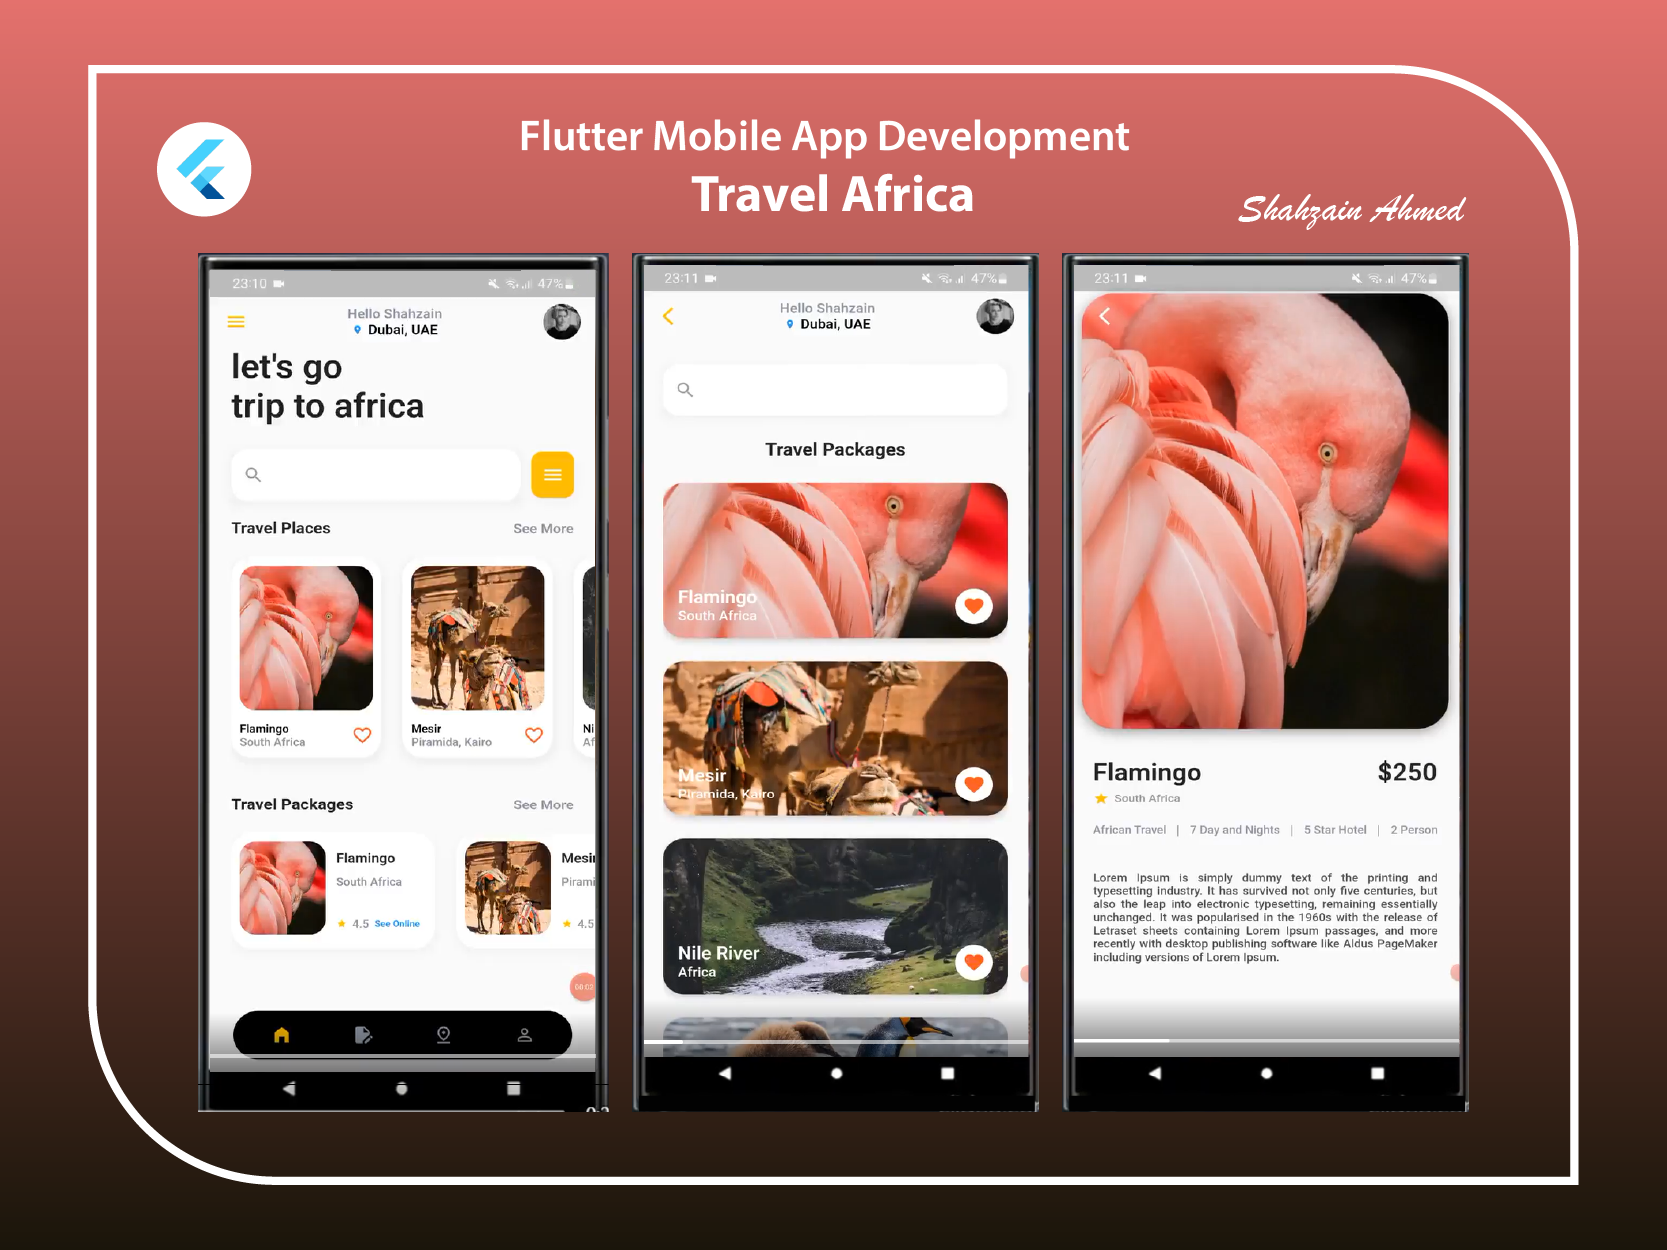 Flutter Mobile App Development
Travel Africa
Shahzain Ahmed
23:10 47%
Hello Shahzain
Dubai, UAE
let's go
trip to africa
Travel Places See More
Flamingo
South Africa
Mesir
Piramida, Kairo
Ni
Af
Travel Packages See More
Flamingo
South Africa
4.5 See Online
Mesir
Pirami
4.5
00:02
23:11 47%
Hello Shahzain
Dubai, UAE
Travel Packages
Flamingo
South Africa
Mesir
Piramida, Kairo
Nile River
Africa
23:11 47%
Flamingo $250
South Africa
African Travel | 7 Day and Nights | 5 Star Hotel | 2 Person
Lorem Ipsum is simply dummy text of the printing and
typesetting industry. It has survived not only five centuries, but
also the leap into electronic typesetting, remaining essentially
unchanged. It was popularised in the 1960s with the release of
Letraset sheets containing Lorem Ipsum passages, and more
recently with desktop publishing software like Aldus PageMaker
including versions of Lorem Ipsum.